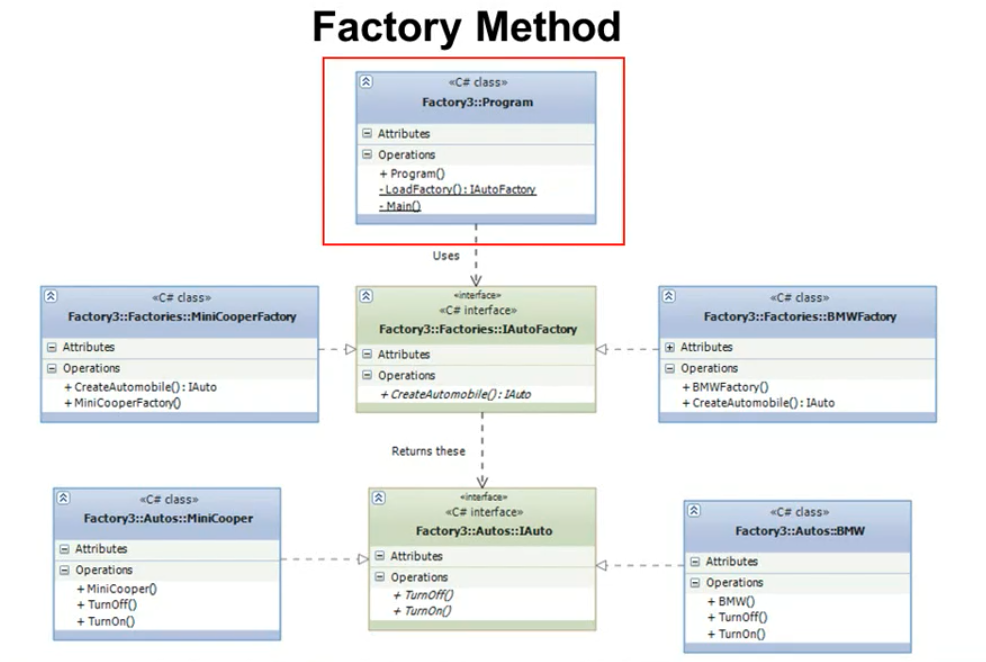 Factory Method
«C# class»
Factory3::Program
Attributes
Operations
+ Program()
- LoadFactory() : IAutoFactory
- Main()
Uses
«C# class»
Factory3::Factories::MiniCooperFactory
Attributes
Operations
+ CreateAutomobile() : IAuto
+ MiniCooperFactory()
«interface»
«C# interface»
Factory3::Factories::IAutoFactory
Attributes
Operations
+ CreateAutomobile() : IAuto
«C# class»
Factory3::Factories::BMWFactory
Attributes
Operations
+ BMWFactory()
+ CreateAutomobile() : IAuto
Returns these
«C# class»
Factory3::Autos::MiniCooper
Attributes
Operations
+ MiniCooper()
+ TurnOff()
+ TurnOn()
«interface»
«C# interface»
Factory3::Autos::IAuto
Attributes
Operations
+ TurnOff()
+ TurnOn()
«C# class»
Factory3::Autos::BMW
Attributes
Operations
+ BMW()
+ TurnOff()
+ TurnOn()